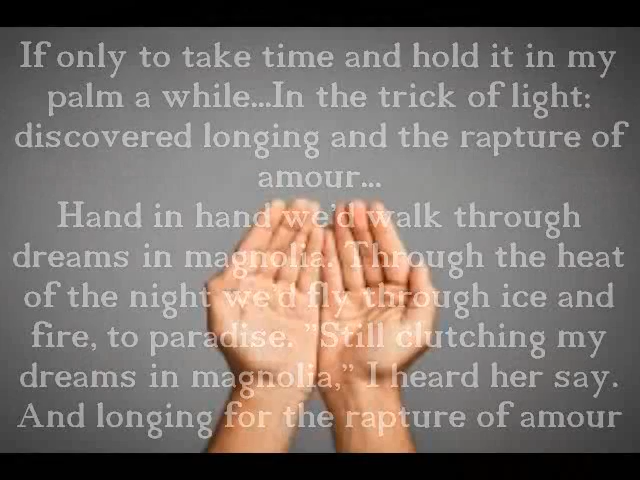 If only to take time and hold it in my
palm a while...In the trick of light:
discovered longing and the rapture of
amour...
Hand in hand we'd walk through
dreams in magnolia. Through the heat
of the night we'd fly through ice and
fire, to paradise. "Still clutching my
dreams in magnolia," I heard her say.
And longing for the rapture of amour